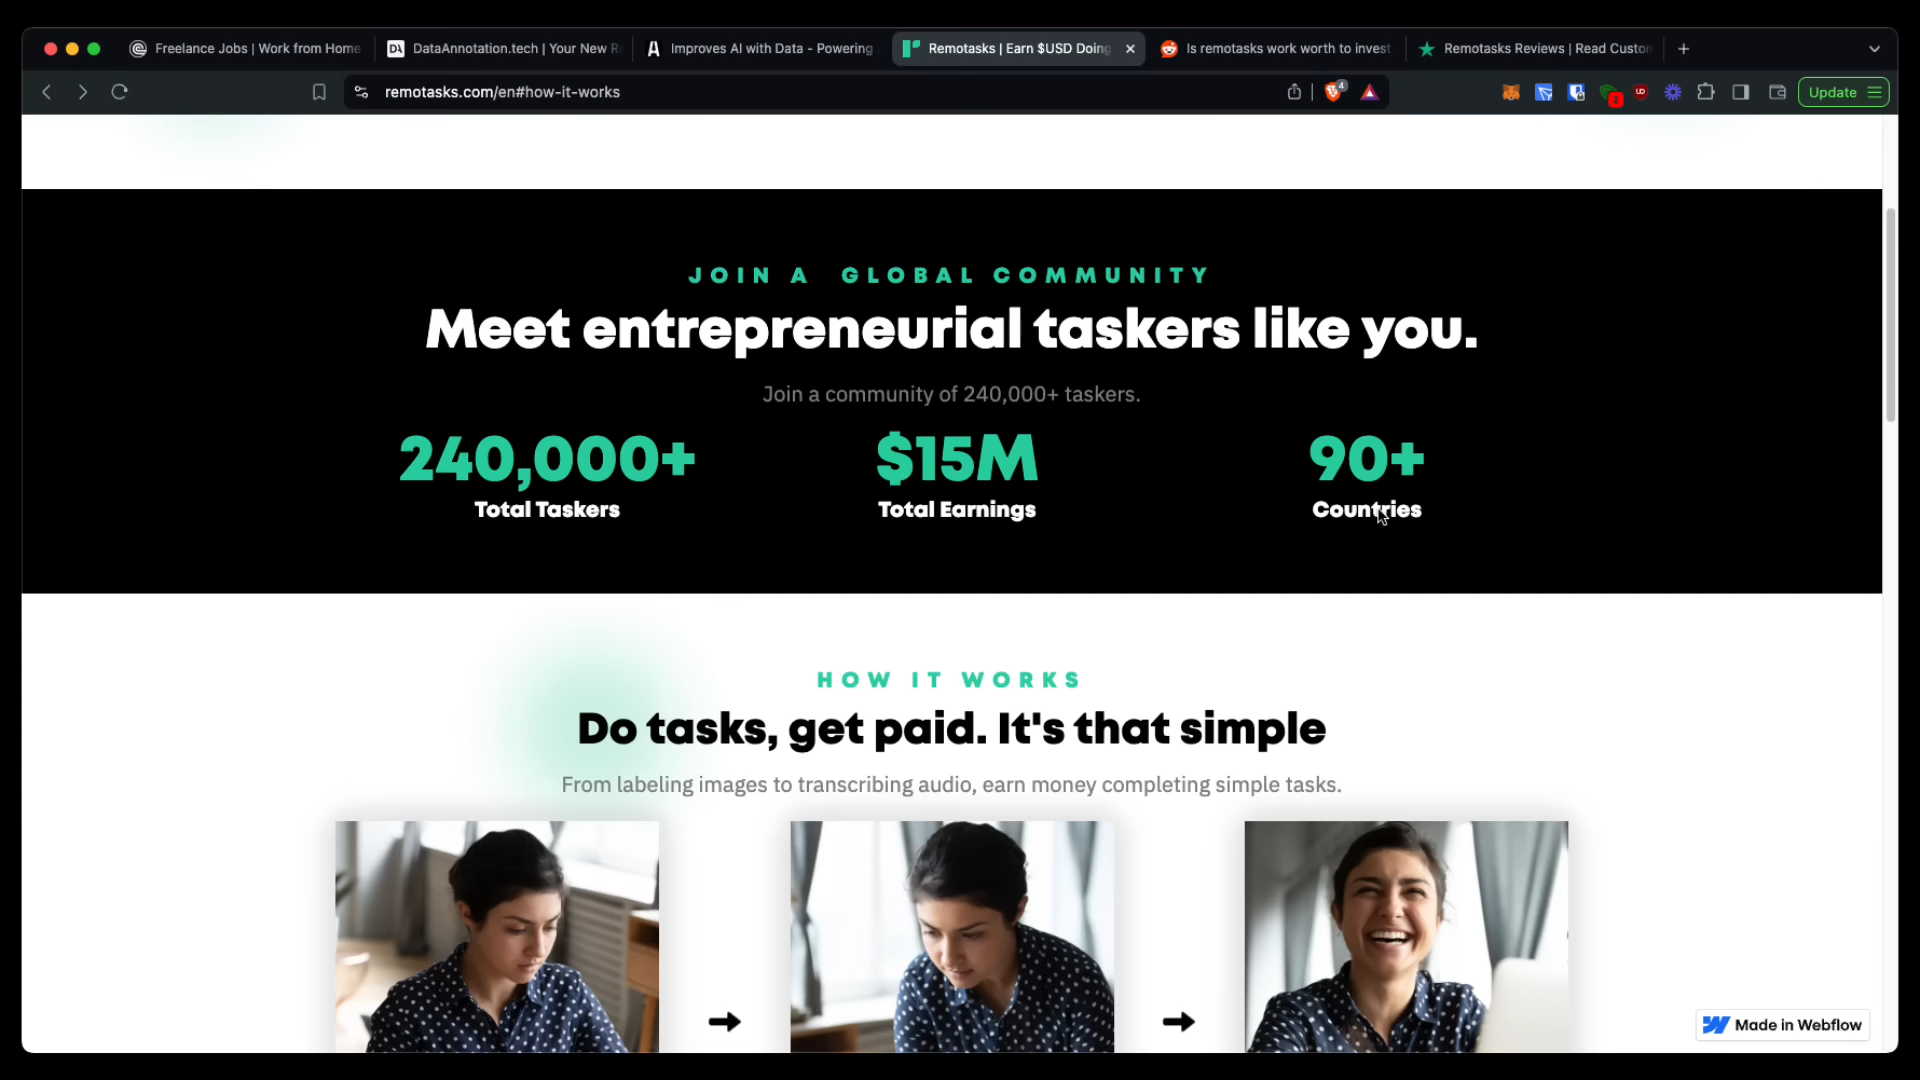 Freelance Jobs | Work from Home
DataAnnotation.tech | Your New R
Improves AI with Data - Powering
Remotasks | Earn $USD Doing
Is remotasks work worth to invest
Remotasks Reviews | Read Custom
remotasks.com/en#how-it-works
4
2
Update
JOIN A GLOBAL COMMUNITY
Meet entrepreneurial taskers like you.
Join a community of 240,000+ taskers.
240,000+
Total Taskers
$15M
Total Earnings
90+
Countries
HOW IT WORKS
Do tasks, get paid. It's that simple
From labeling images to transcribing audio, earn money completing simple tasks.
Made in Webflow